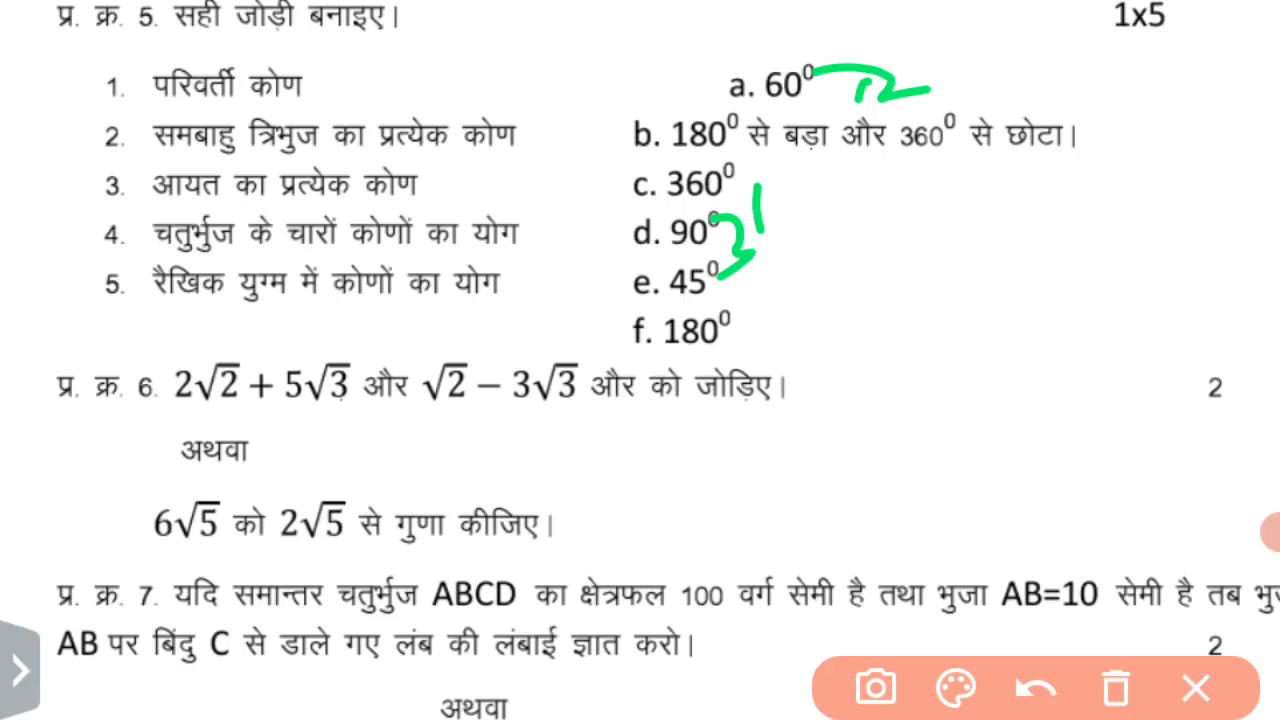 प्र. क्र. 5. सही जोड़ी बनाइए। 1x5
1. परिवर्ती कोण a. 60⁰
2. समबाहु त्रिभुज का प्रत्येक कोण b. 180⁰ से बड़ा और 360⁰ से छोटा।
3. आयत का प्रत्येक कोण c. 360⁰
4. चतुर्भुज के चारों कोणों का योग d. 90⁰
5. रैखिक युग्म में कोणों का योग e. 45⁰
f. 180⁰
प्र. क्र. 6. 2√2 + 5√3 और √2 − 3√3 और को जोड़िए। 2
अथवा
6√5 को 2√5 से गुणा कीजिए।
प्र. क्र. 7. यदि समान्तर चतुर्भुज ABCD का क्षेत्रफल 100 वर्ग सेमी है तथा भुजा AB=10 सेमी है तब
AB पर बिंदु C से डाले गए लंब की लंबाई ज्ञात करो। 2
अथवा